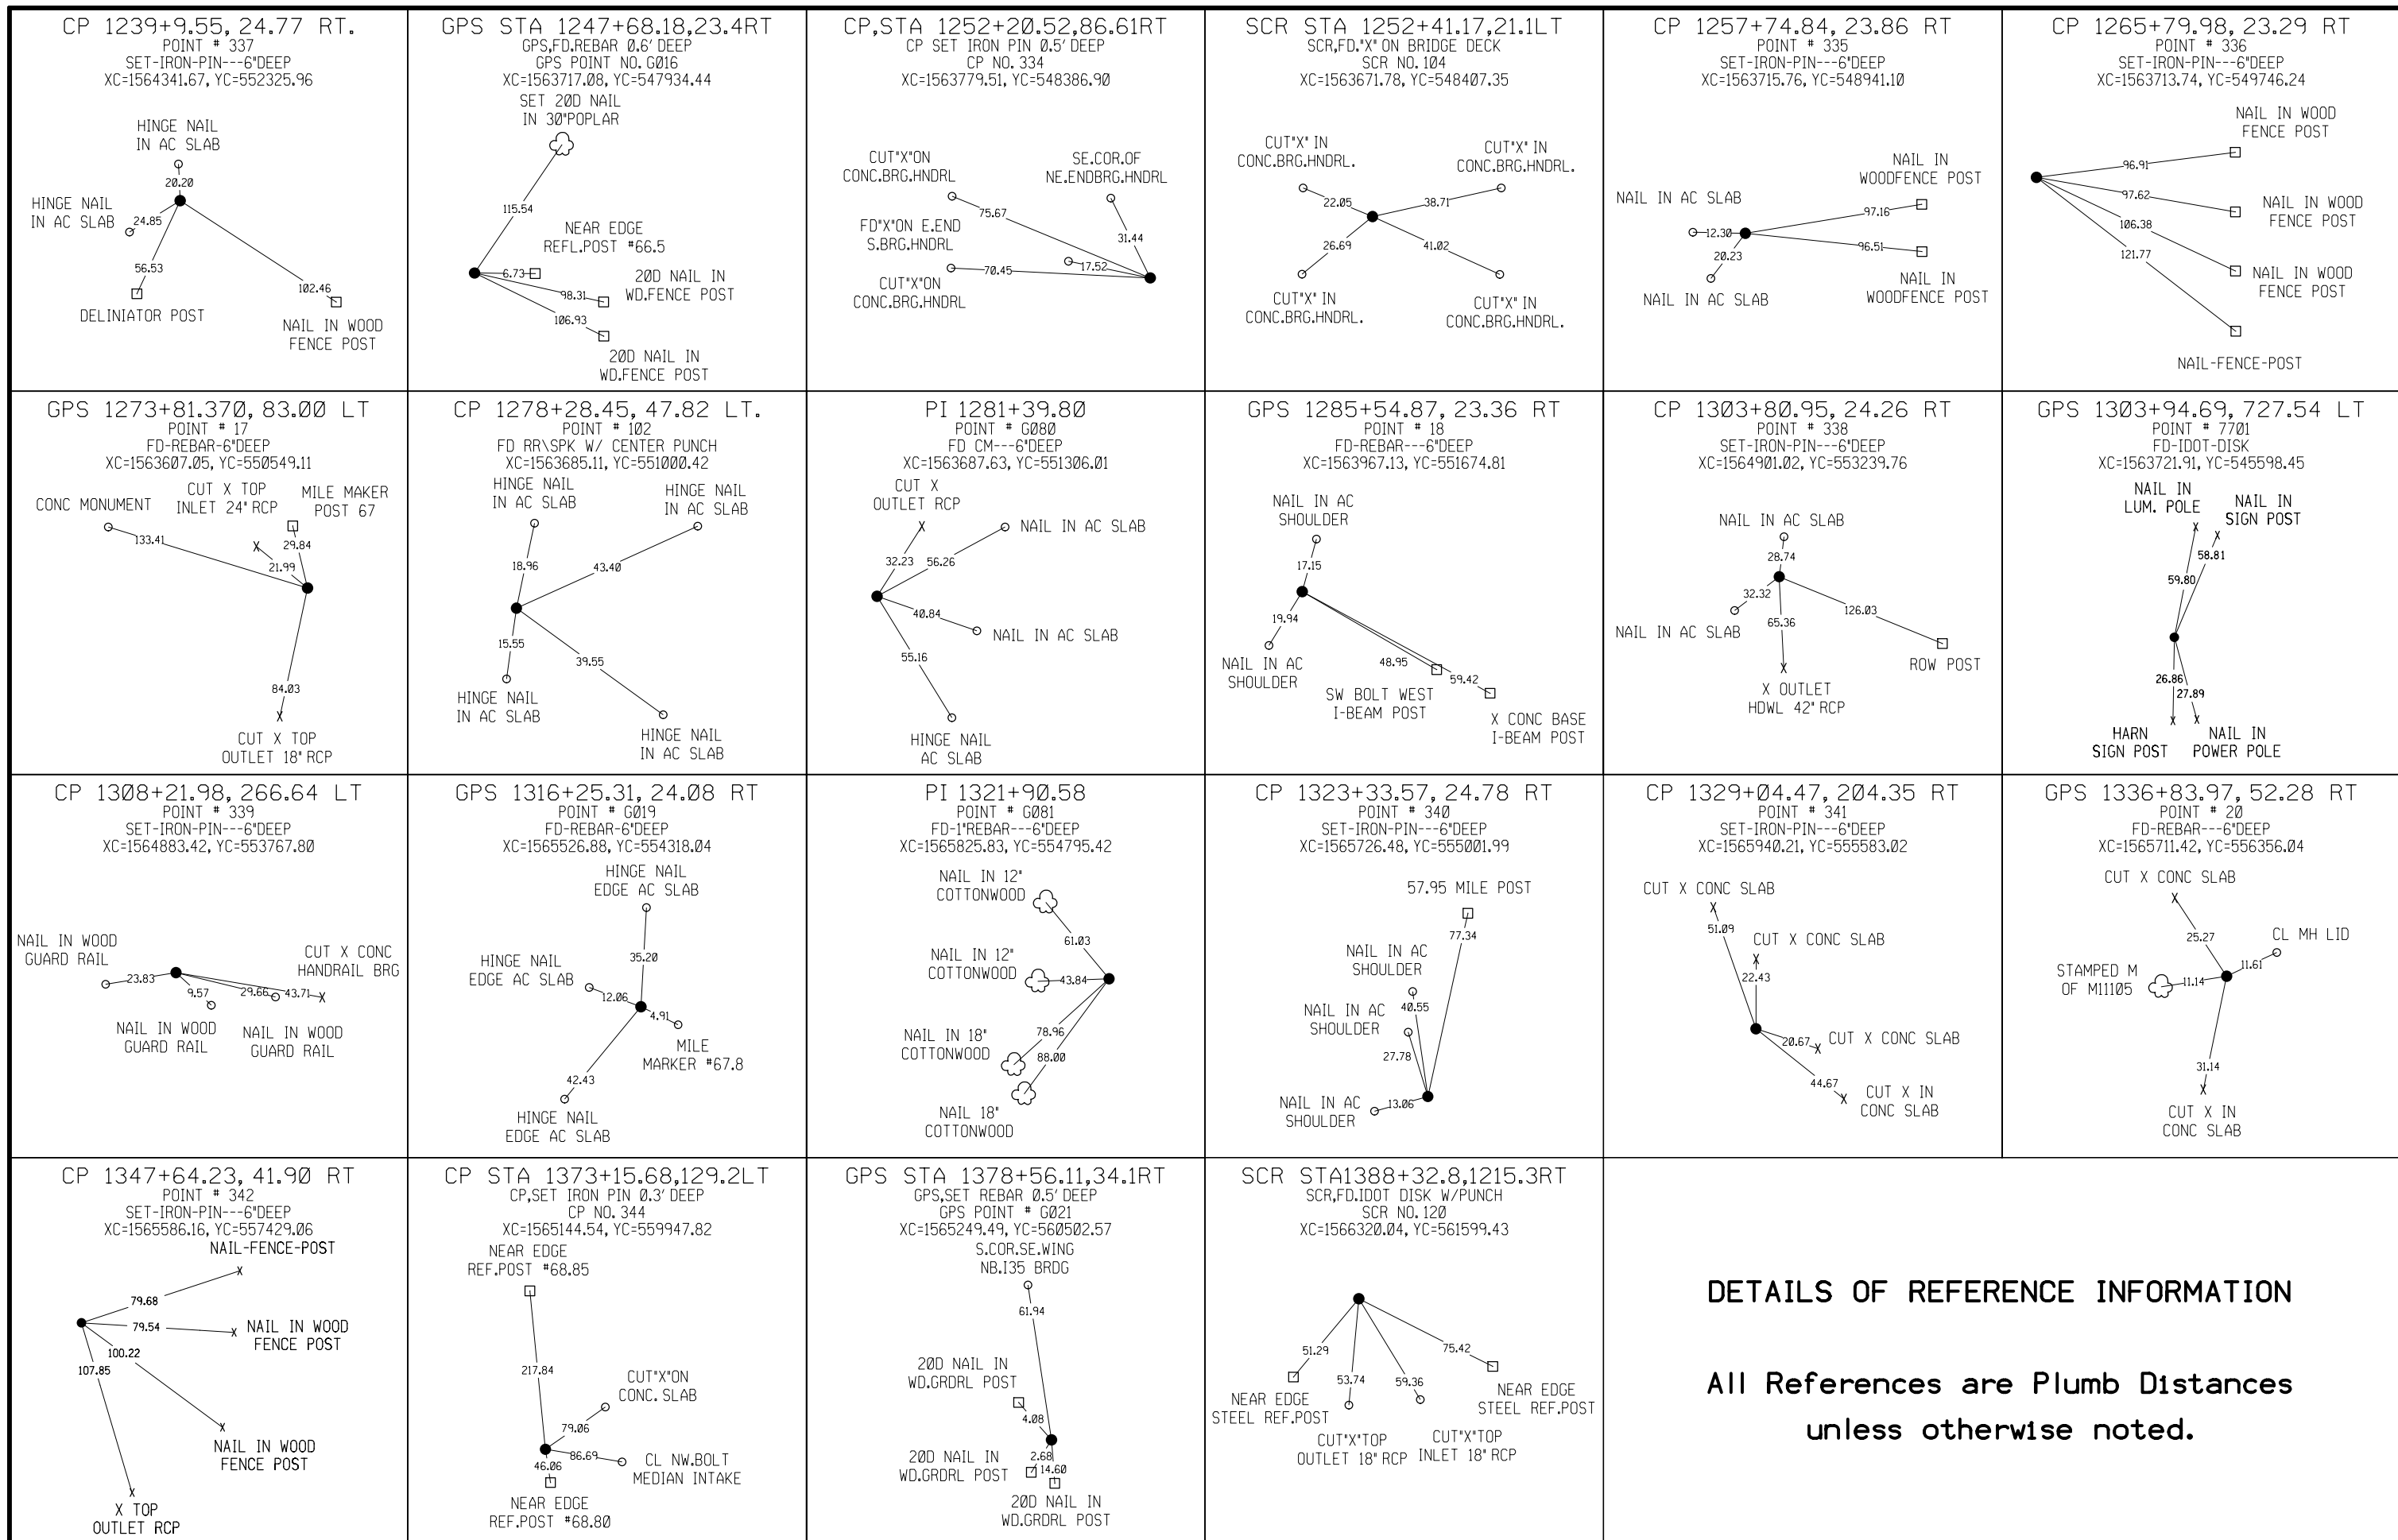 CP 1239+9.55, 24.77 RT.
POINT # 337
SET-IRON-PIN---6"DEEP
XC=1564341.67, YC=552325.96
HINGE NAIL
IN AC SLAB
20.20
HINGE NAIL
IN AC SLAB
24.85
56.53
102.46
DELINIATOR POST
NAIL IN WOOD
FENCE POST
GPS STA 1247+68.18,23.4RT
GPS,FD.REBAR 0.6' DEEP
GPS POINT NO. G016
XC=1563717.08, YC=547934.44
SET 20D NAIL
IN 30"POPLAR
115.54
NEAR EDGE
REFL.POST #66.5
6.73
20D NAIL IN
WD.FENCE POST
98.31
106.93
20D NAIL IN
WD.FENCE POST
CP,STA 1252+20.52,86.61RT
CP SET IRON PIN 0.5' DEEP
CP NO. 334
XC=1563779.51, YC=548386.90
CUT"X"ON
CONC.BRG.HNDRL
SE.COR.OF
NE.ENDBRG.HNDRL
75.67
FD"X"ON E.END
S.BRG.HNDRL
31.44
17.52
70.45
CUT"X"ON
CONC.BRG.HNDRL
SCR STA 1252+41.17,21.1LT
SCR,FD."X" ON BRIDGE DECK
SCR NO. 104
XC=1563671.78, YC=548407.35
CUT"X" IN
CONC.BRG.HNDRL.
CUT"X" IN
CONC.BRG.HNDRL.
22.05
38.71
26.69
41.02
CUT"X" IN
CONC.BRG.HNDRL.
CUT"X" IN
CONC.BRG.HNDRL.
CP 1257+74.84, 23.86 RT
POINT # 335
SET-IRON-PIN---6"DEEP
XC=1563715.76, YC=548941.10
NAIL IN
WOODFENCE POST
NAIL IN AC SLAB
97.16
12.30
20.23
96.51
NAIL IN AC SLAB
NAIL IN
WOODFENCE POST
CP 1265+79.98, 23.29 RT
POINT # 336
SET-IRON-PIN---6"DEEP
XC=1563713.74, YC=549746.24
NAIL IN WOOD
FENCE POST
96.91
97.62
NAIL IN WOOD
FENCE POST
106.38
121.77
NAIL IN WOOD
FENCE POST
NAIL-FENCE-POST
GPS 1273+81.370, 83.00 LT
POINT # 17
FD-REBAR-6"DEEP
XC=1563607.05, YC=550549.11
CONC MONUMENT
CUT X TOP
INLET 24" RCP
MILE MAKER
POST 67
133.41
29.84
21.99
84.03
CUT X TOP
OUTLET 18" RCP
CP 1278+28.45, 47.82 LT.
POINT # 102
FD RR\SPK W/ CENTER PUNCH
XC=1563685.11, YC=551000.42
HINGE NAIL
IN AC SLAB
HINGE NAIL
IN AC SLAB
18.96
43.40
15.55
39.55
HINGE NAIL
IN AC SLAB
HINGE NAIL
IN AC SLAB
PI 1281+39.80
POINT # G080
FD CM---6"DEEP
XC=1563687.63, YC=551306.01
CUT X
OUTLET RCP
NAIL IN AC SLAB
32.23
56.26
40.84
NAIL IN AC SLAB
55.16
HINGE NAIL
AC SLAB
GPS 1285+54.87, 23.36 RT
POINT # 18
FD-REBAR---6"DEEP
XC=1563967.13, YC=551674.81
NAIL IN AC
SHOULDER
17.15
19.94
NAIL IN AC
SHOULDER
48.95
59.42
SW BOLT WEST
I-BEAM POST
X CONC BASE
I-BEAM POST
CP 1303+80.95, 24.26 RT
POINT # 338
SET-IRON-PIN---6"DEEP
XC=1564901.02, YC=553239.76
NAIL IN AC SLAB
28.74
32.32
65.36
126.03
NAIL IN AC SLAB
ROW POST
X OUTLET
HDWL 42" RCP
GPS 1303+94.69, 727.54 LT
POINT # 7701
FD-IDOT-DISK
XC=1563721.91, YC=545598.45
NAIL IN
LUM. POLE
NAIL IN
SIGN POST
58.81
59.80
26.86
27.89
HARN
SIGN POST
NAIL IN
POWER POLE
CP 1308+21.98, 266.64 LT
POINT # 339
SET-IRON-PIN---6"DEEP
XC=1564883.42, YC=553767.80
NAIL IN WOOD
GUARD RAIL
CUT X CONC
HANDRAIL BRG
23.83
9.57
29.66
43.71
NAIL IN WOOD
GUARD RAIL
NAIL IN WOOD
GUARD RAIL
GPS 1316+25.31, 24.08 RT
POINT # G019
FD-REBAR-6"DEEP
XC=1565526.88, YC=554318.04
HINGE NAIL
EDGE AC SLAB
35.20
HINGE NAIL
EDGE AC SLAB
12.06
4.91
MILE
MARKER #67.8
42.43
HINGE NAIL
EDGE AC SLAB
PI 1321+90.58
POINT # G081
FD-1"REBAR---6"DEEP
XC=1565825.83, YC=554795.42
NAIL IN 12"
COTTONWOOD
61.03
NAIL IN 12"
COTTONWOOD
43.84
78.96
NAIL IN 18"
COTTONWOOD
88.00
NAIL 18"
COTTONWOOD
CP 1323+33.57, 24.78 RT
POINT # 340
SET-IRON-PIN---6"DEEP
XC=1565726.48, YC=555001.99
57.95 MILE POST
77.34
NAIL IN AC
SHOULDER
40.55
NAIL IN AC
SHOULDER
27.78
NAIL IN AC
SHOULDER
13.06
CP 1329+04.47, 204.35 RT
POINT # 341
SET-IRON-PIN---6"DEEP
XC=1565940.21, YC=555583.02
CUT X CONC SLAB
51.09
CUT X CONC SLAB
22.43
20.67
CUT X CONC SLAB
44.67
CUT X IN
CONC SLAB
GPS 1336+83.97, 52.28 RT
POINT # 20
FD-REBAR---6"DEEP
XC=1565711.42, YC=556356.04
CUT X CONC SLAB
25.27
CL MH LID
11.61
STAMPED M
OF M11105
11.14
31.14
CUT X IN
CONC SLAB
CP 1347+64.23, 41.90 RT
POINT # 342
SET-IRON-PIN---6"DEEP
XC=1565586.16, YC=557429.06
NAIL-FENCE-POST
79.68
79.54
NAIL IN WOOD
FENCE POST
100.22
107.85
NAIL IN WOOD
FENCE POST
X TOP
OUTLET RCP
CP STA 1373+15.68,129.2LT
CP,SET IRON PIN 0.3' DEEP
CP NO. 344
XC=1565144.54, YC=559947.82
NEAR EDGE
REF.POST #68.85
217.84
CUT"X"ON
CONC. SLAB
79.06
86.69
CL NW.BOLT
MEDIAN INTAKE
46.06
NEAR EDGE
REF.POST #68.80
GPS STA 1378+56.11,34.1RT
GPS,SET REBAR 0.5' DEEP
GPS POINT # G021
XC=1565249.49, YC=560502.57
S.COR.SE.WING
NB.I35 BRDG
61.94
20D NAIL IN
WD.GRDRL POST
4.08
20D NAIL IN
WD.GRDRL POST
2.68
14.60
20D NAIL IN
WD.GRDRL POST
SCR STA1388+32.8,1215.3RT
SCR,FD.IDOT DISK W/PUNCH
SCR NO. 120
XC=1566320.04, YC=561599.43
51.29
75.42
53.74
59.36
NEAR EDGE
STEEL REF.POST
NEAR EDGE
STEEL REF.POST
CUT"X"TOP
OUTLET 18" RCP
CUT"X"TOP
INLET 18" RCP
DETAILS OF REFERENCE INFORMATION
All References are Plumb Distances
unless otherwise noted.